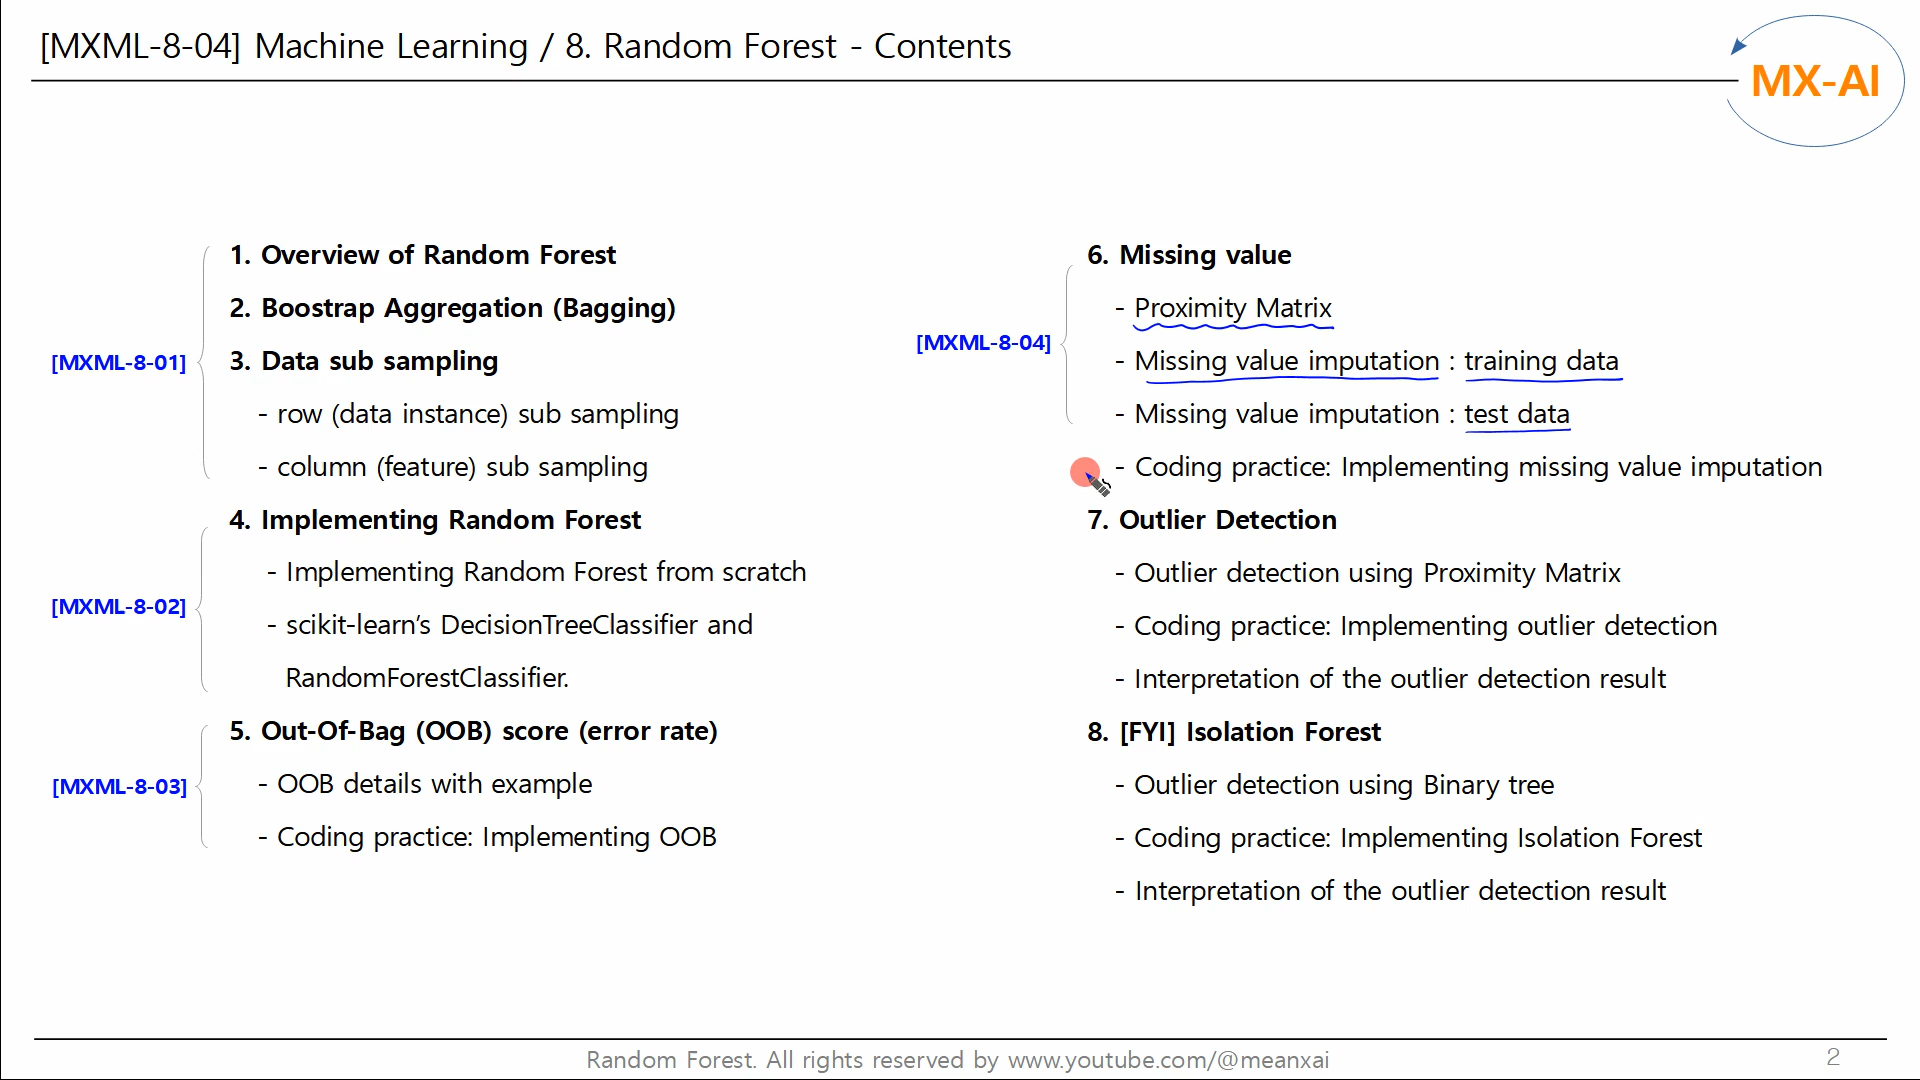 [MXML-8-04] Machine Learning / 8. Random Forest - Contents
MX-AI
[MXML-8-01]
1. Overview of Random Forest
2. Boostrap Aggregation (Bagging)
3. Data sub sampling
- row (data instance) sub sampling
- column (feature) sub sampling
[MXML-8-02]
4. Implementing Random Forest
- Implementing Random Forest from scratch
- scikit-learn’s DecisionTreeClassifier and
RandomForestClassifier.
[MXML-8-03]
5. Out-Of-Bag (OOB) score (error rate)
- OOB details with example
- Coding practice: Implementing OOB
[MXML-8-04]
6. Missing value
- Proximity Matrix
- Missing value imputation : training data
- Missing value imputation : test data
- Coding practice: Implementing missing value imputation
7. Outlier Detection
- Outlier detection using Proximity Matrix
- Coding practice: Implementing outlier detection
- Interpretation of the outlier detection result
8. [FYI] Isolation Forest
- Outlier detection using Binary tree
- Coding practice: Implementing Isolation Forest
- Interpretation of the outlier detection result
Random Forest. All rights reserved by www.youtube.com/@meanxai
2